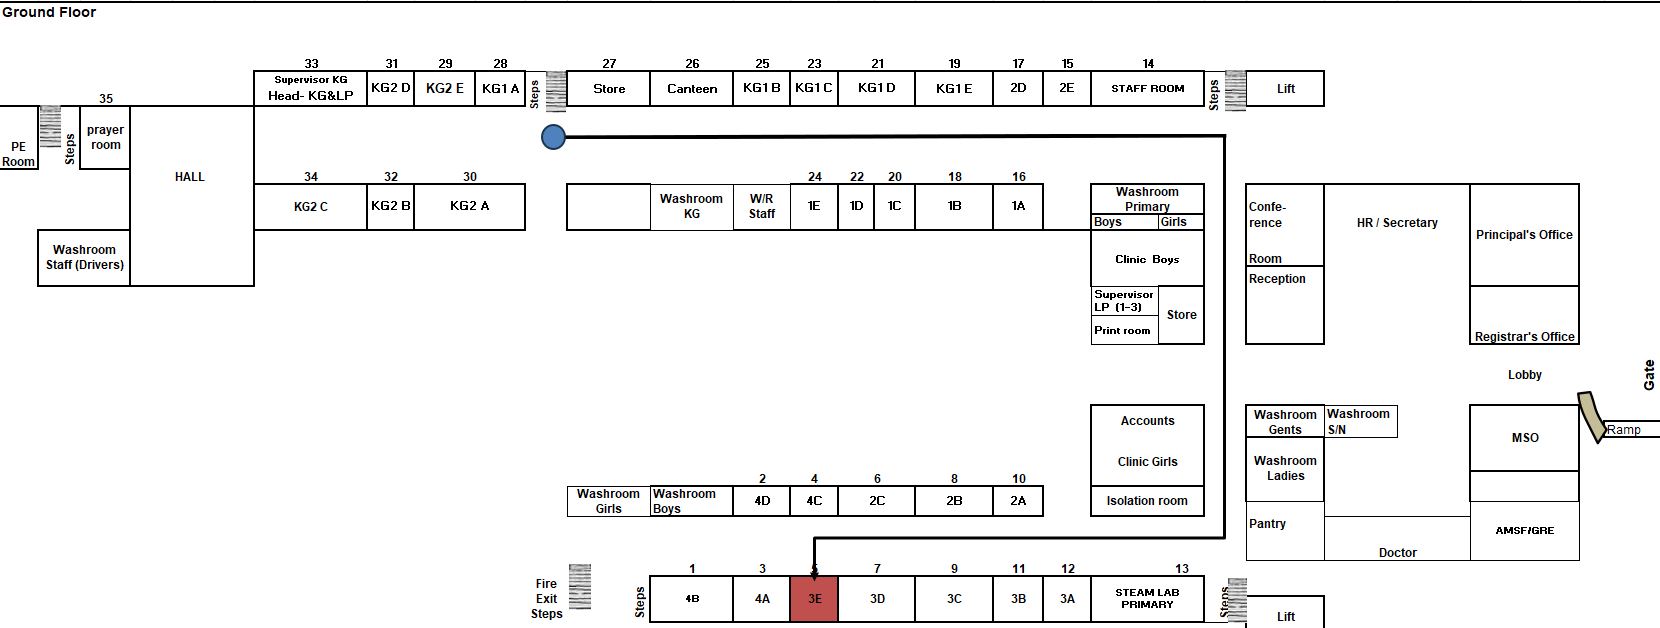 Ground Floor
33 31 29 28 27 26 25 23 21 19 17 15 14
Supervisor KG
Head- KG&LP
KG2 D
KG2 E
KG1 A
Steps
Store
Canteen
KG1 B
KG1 C
KG1 D
KG1 E
2D
2E
STAFF ROOM
Steps
Lift
35
PE
Room
Steps
prayer
room
HALL
34 32 30 24 22 20 18 16
KG2 C
KG2 B
KG2 A
Washroom
KG
W/R
Staff
1E
1D
1C
1B
1A
Washroom
Primary
Boys
Girls
Confe-
rence
Room
HR / Secretary
Principal's Office
Washroom
Staff (Drivers)
Clinic Boys
Reception
Supervisor
LP (1-3)
Print room
Store
Registrar's Office
Lobby
Gate
Accounts
Clinic Girls
Isolation room
Washroom
Gents
Washroom
S/N
MSO
Ramp
Washroom
Ladies
2 4 6 8 10
Washroom
Girls
Washroom
Boys
4D
4C
2C
2B
2A
Pantry
Doctor
AMSF/GRE
1 3 5 7 9 11 12 13
Fire
Exit
Steps
Steps
4B
4A
3E
3D
3C
3B
3A
STEAM LAB
PRIMARY
Steps
Lift